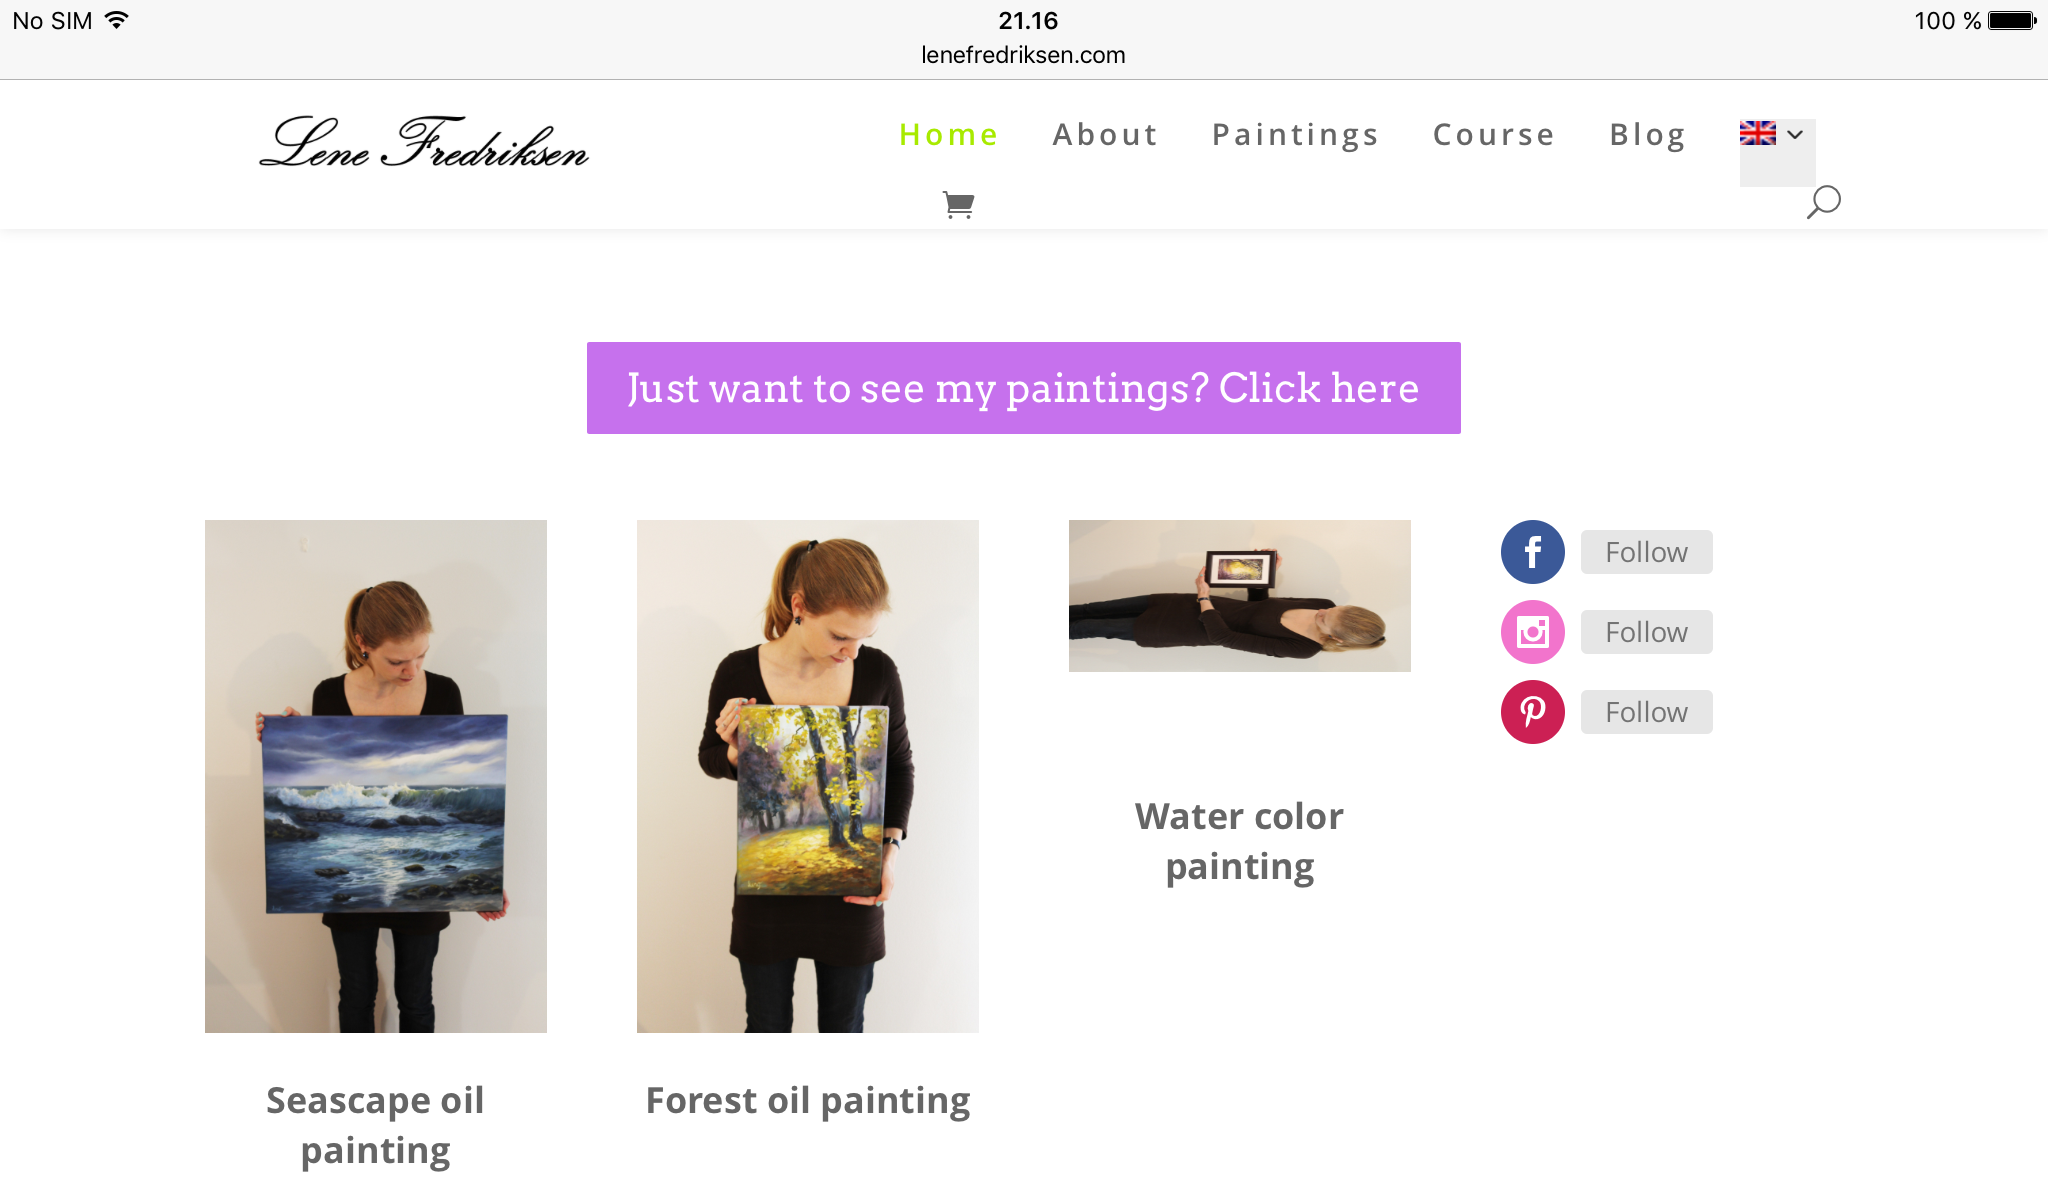 No SIM
21.16
100 %
lenefredriksen.com
Lene Fredriksen
Home
About
Paintings
Course
Blog
Just want to see my paintings? Click here
Follow
Follow
Follow
Water color
painting
Seascape oil
painting
Forest oil painting